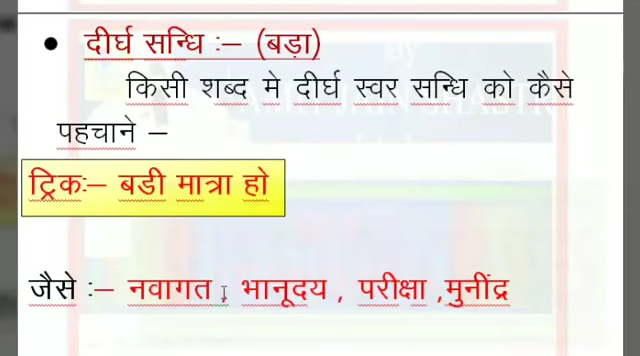 • दीर्घ सन्धि :– (बड़ा)
किसी शब्द मे दीर्घ स्वर सन्धि को कैसे
पहचाने –
ट्रिकः– बडी मात्रा हो
जैसे :– नवागत , भानूदय , परीक्षा ,मुनींद्र